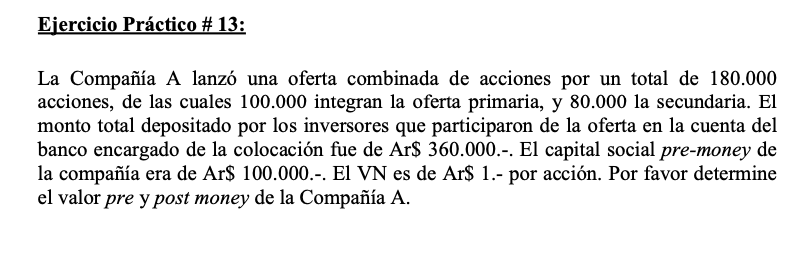 Ejercicio Práctico # 13:
La Compañía A lanzó una oferta combinada de acciones por un total de 180.000
acciones, de las cuales 100.000 integran la oferta primaria, y 80.000 la secundaria. El
monto total depositado por los inversores que participaron de la oferta en la cuenta del
banco encargado de la colocación fue de Ar$ 360.000.-. El capital social pre-money de
la compañía era de Ar$ 100.000.-. El VN es de Ar$ 1.- por acción. Por favor determine
el valor pre y post money de la Compañía A.